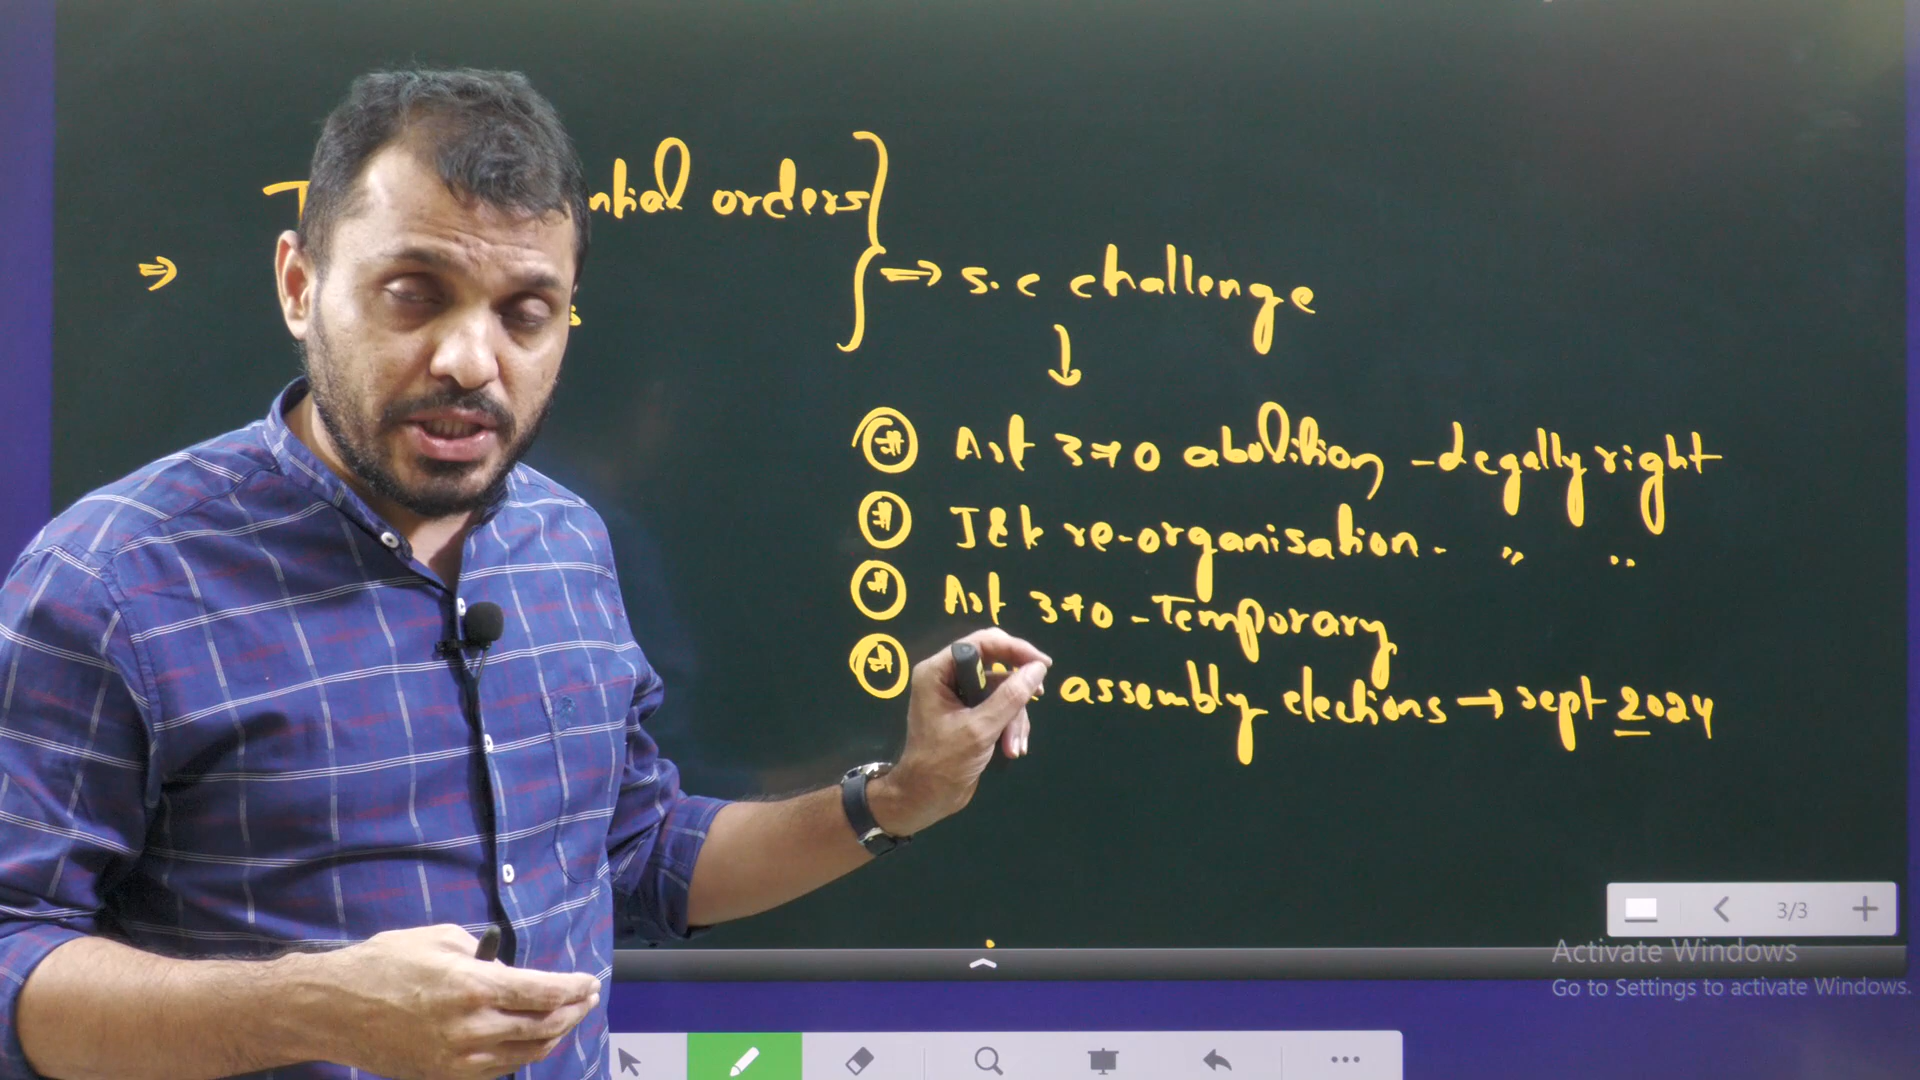 orders
⇒
⇒ s.c challenge
↓
Art 370 abolition - Legally right
J&k re-organisation - " "
Art 370 - Temporary
assembly elections → sept 2024
3/3
Activate Windows
Go to Settings to activate Windows.